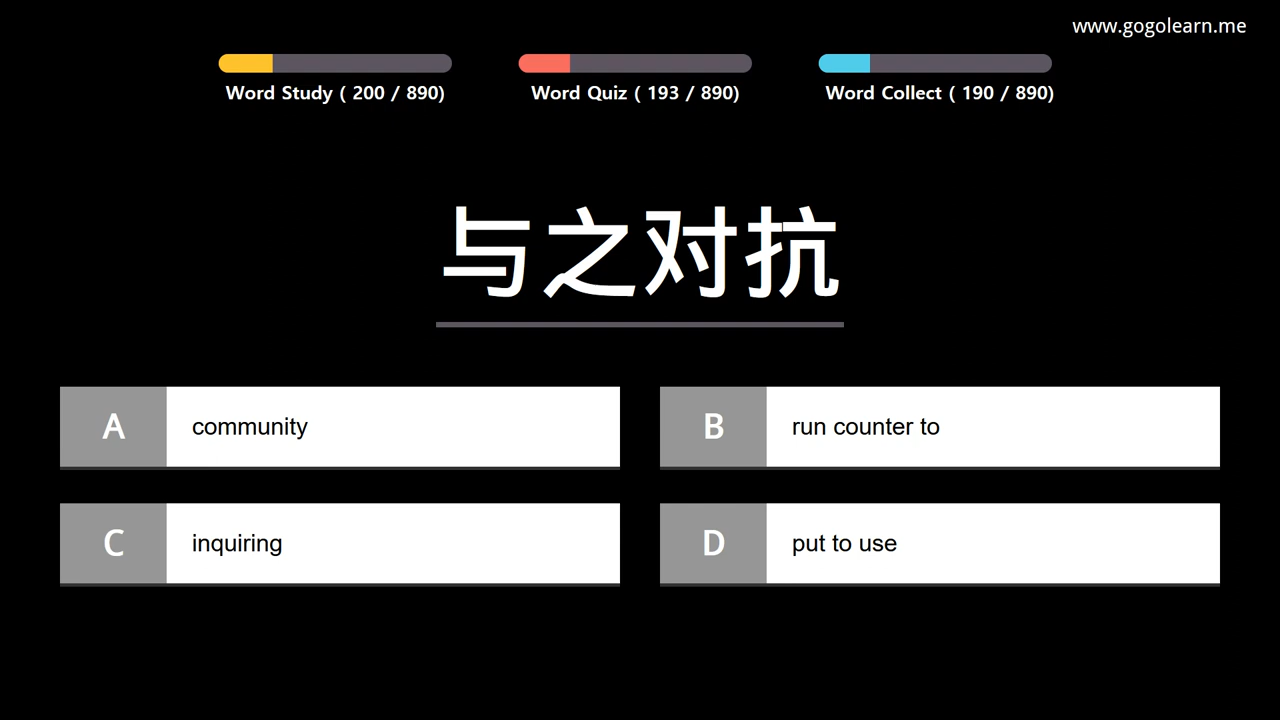 www.gogolearn.me
Word Study ( 200 / 890)
Word Quiz ( 193 / 890)
Word Collect ( 190 / 890)
与之对抗
A community
B run counter to
C inquiring
D put to use